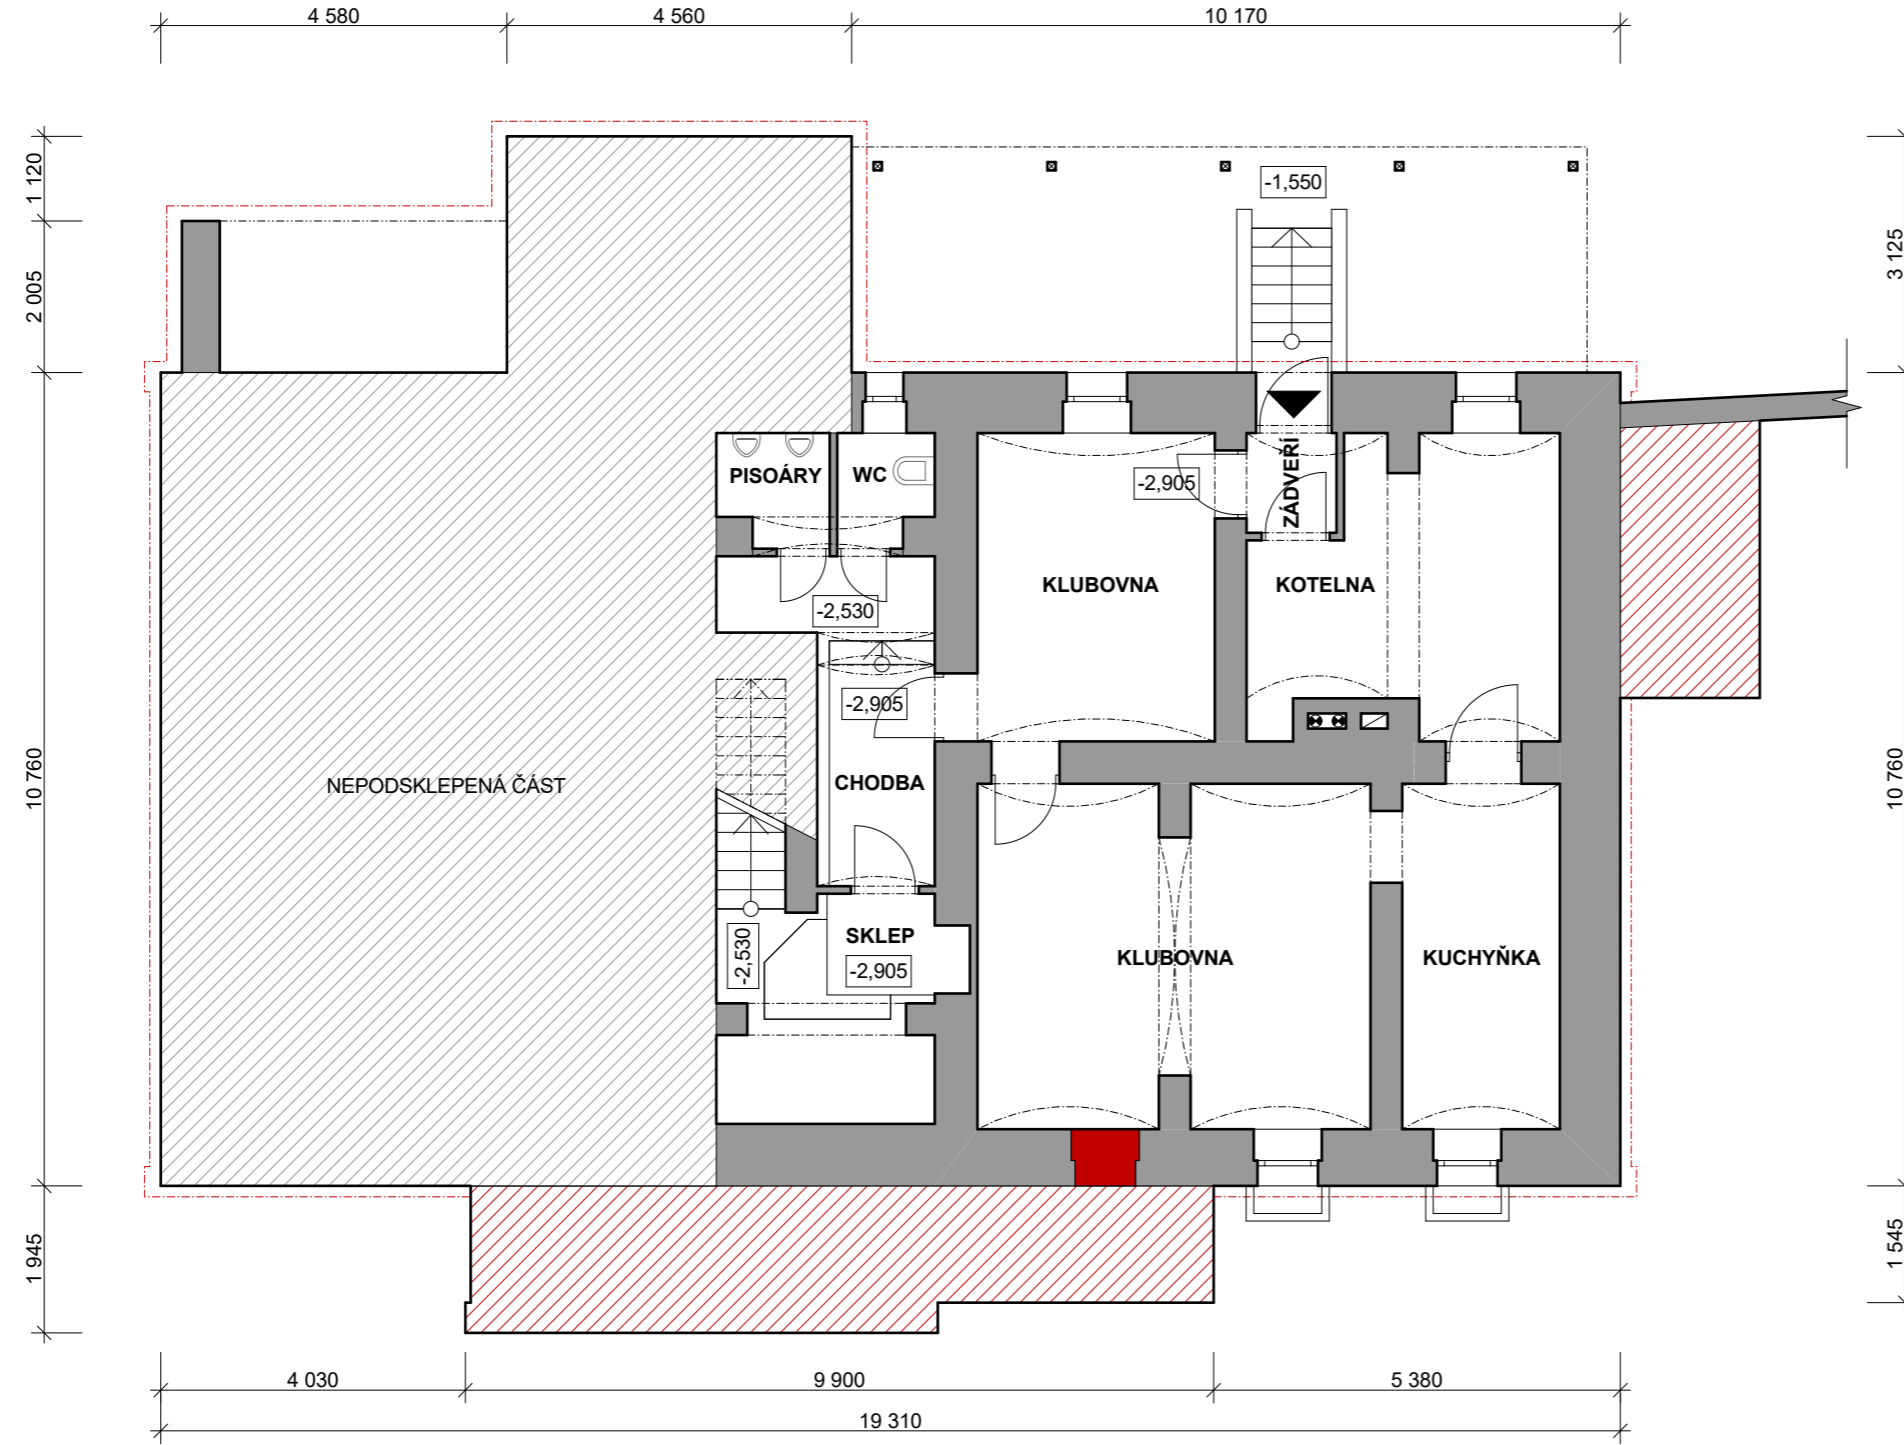 4 580
4 560
10 170
1 120
2 005
10 760
1 945
3 125
10 760
1 545
-1,550
PISOÁRY
WC
-2,905
ZÁDVEŘÍ
KLUBOVNA
KOTELNA
-2,530
-2,905
CHODBA
NEPODSKLEPENÁ ČÁST
SKLEP
-2,530
-2,905
KLUBOVNA
KUCHYŇKA
4 030
9 900
5 380
19 310